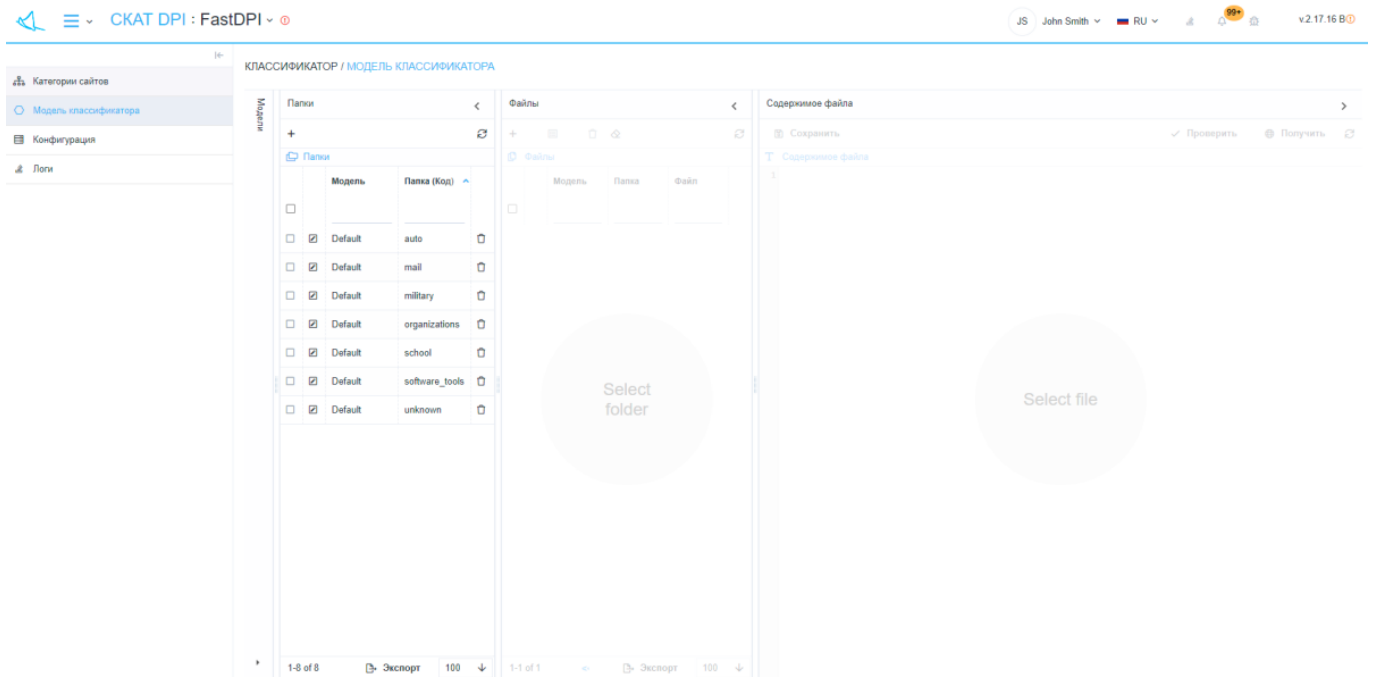 СКАТ DPI : FastDPI
JS John Smith RU 99+ v.2.17.16 B
Категории сайтов
Модель классификатора
Конфигурация
Логи
КЛАССИФИКАТОР / МОДЕЛЬ КЛАССИФИКАТОРА
Модели
Папки
+
Папки
Модель Папка (Код)
Default auto
Default mail
Default military
Default organizations
Default school
Default software_tools
Default unknown
1-8 of 8 Экспорт 100
Файлы
+
Файлы
Модель Папка Файл
Select
folder
1-1 of 1 Экспорт 100
Содержимое файла
Сохранить Проверить Получить
Содержимое файла
1
Select file